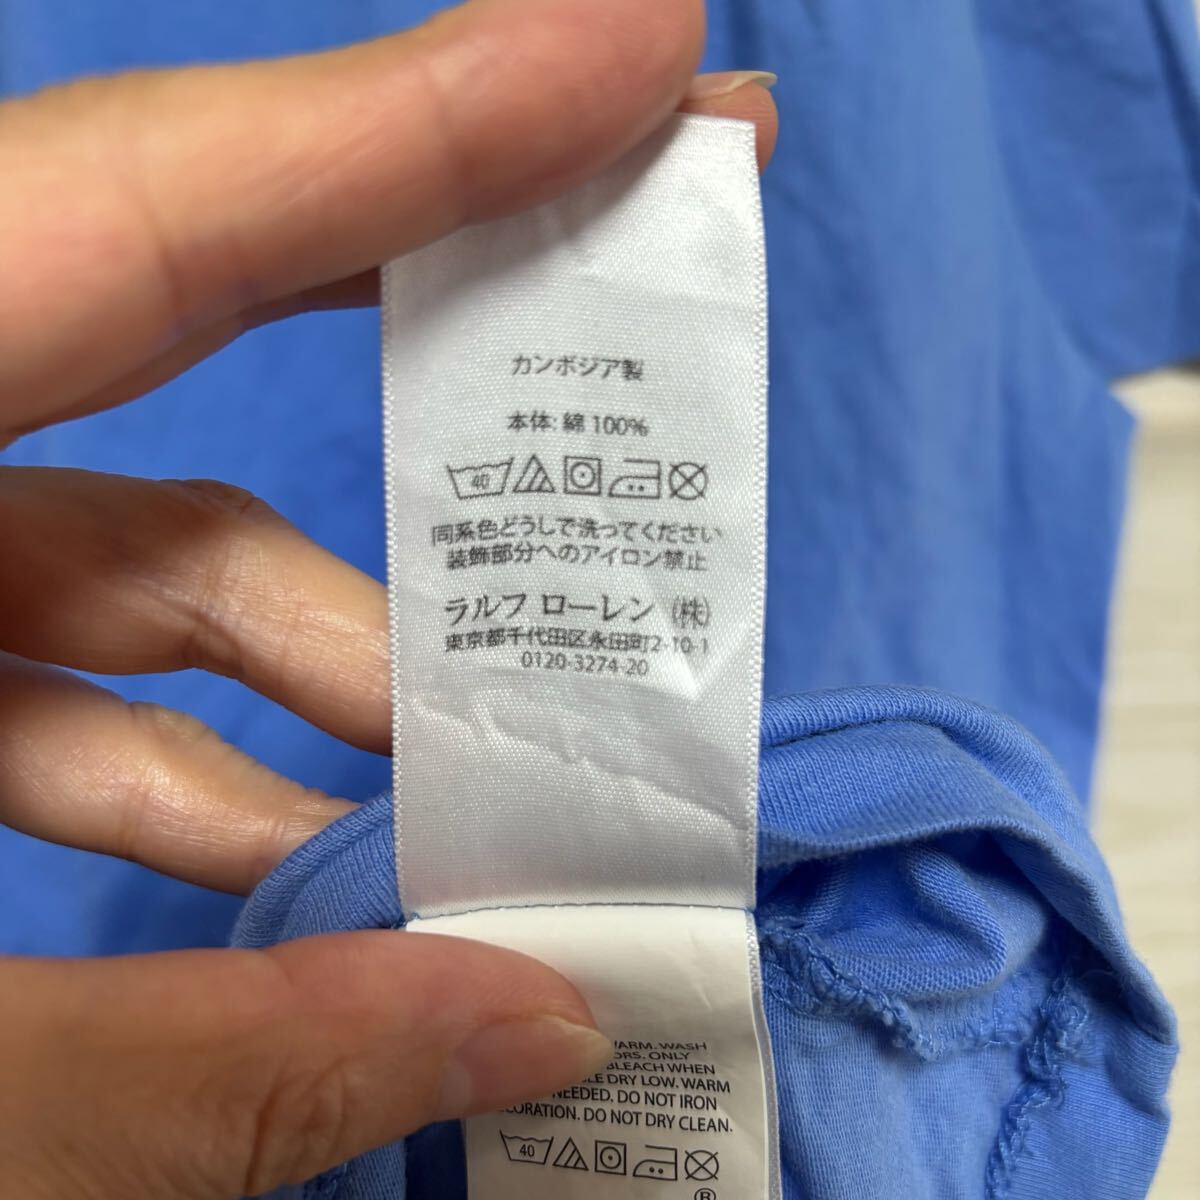 カンボジア製
本体: 綿 100%
40
同系色どうしで洗ってください
装飾部分へのアイロン禁止
ラルフ ローレン (株)
東京都千代田区永田町2-10-1
0120-3274-20
WASH
ONLY
BLEACH WHEN
DRY LOW. WARM
NEEDED. DO NOT IRON
DO NOT DRY CLEAN.
40
®